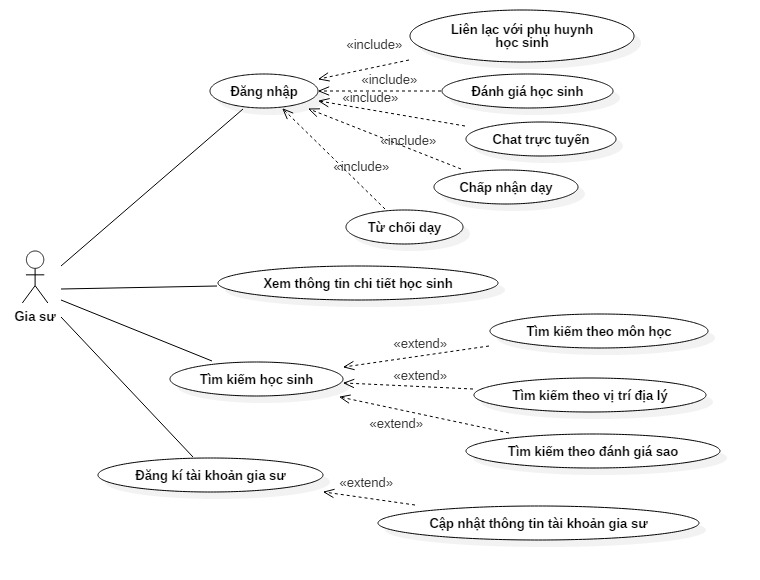 Liên lạc với phụ huynh
học sinh
«include»
Đăng nhập
«include»
Đánh giá học sinh
«include»
Chat trực tuyến
«include»
Chấp nhận dạy
«include»
Từ chối dạy
Gia sư
Xem thông tin chi tiết học sinh
Tìm kiếm theo môn học
«extend»
Tìm kiếm học sinh
«extend»
Tìm kiếm theo vị trí địa lý
«extend»
Tìm kiếm theo đánh giá sao
Đăng kí tài khoản gia sư
«extend»
Cập nhật thông tin tài khoản gia sư